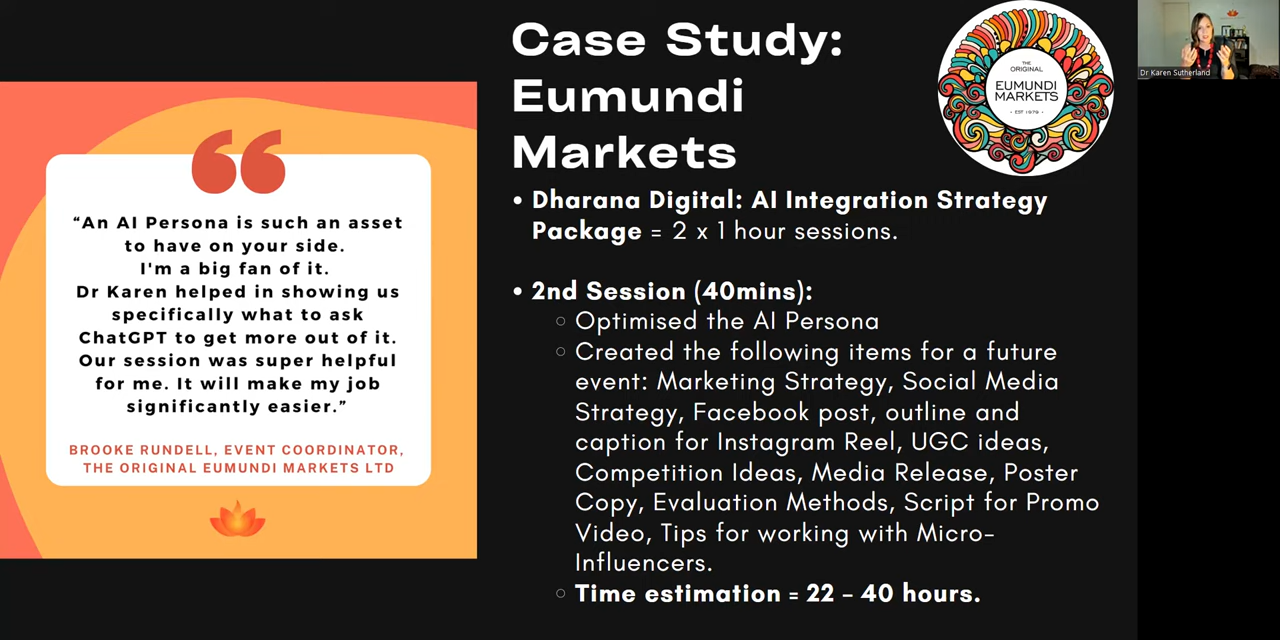 Case Study:
Eumundi
Markets
THE
ORIGINAL
EUMUNDI
MARKETS
• EST 1979 •
Dr Karen Sutherland
“An AI Persona is such an asset
to have on your side.
I'm a big fan of it.
Dr Karen helped in showing us
specifically what to ask
ChatGPT to get more out of it.
Our session was super helpful
for me. It will make my job
significantly easier.”
BROOKE RUNDELL, EVENT COORDINATOR,
THE ORIGINAL EUMUNDI MARKETS LTD
• Dharana Digital: AI Integration Strategy
Package = 2 x 1 hour sessions.
• 2nd Session (40mins):
○ Optimised the AI Persona
○ Created the following items for a future
event: Marketing Strategy, Social Media
Strategy, Facebook post, outline and
caption for Instagram Reel, UGC ideas,
Competition Ideas, Media Release, Poster
Copy, Evaluation Methods, Script for Promo
Video, Tips for working with Micro-
Influencers.
○ Time estimation = 22 – 40 hours.